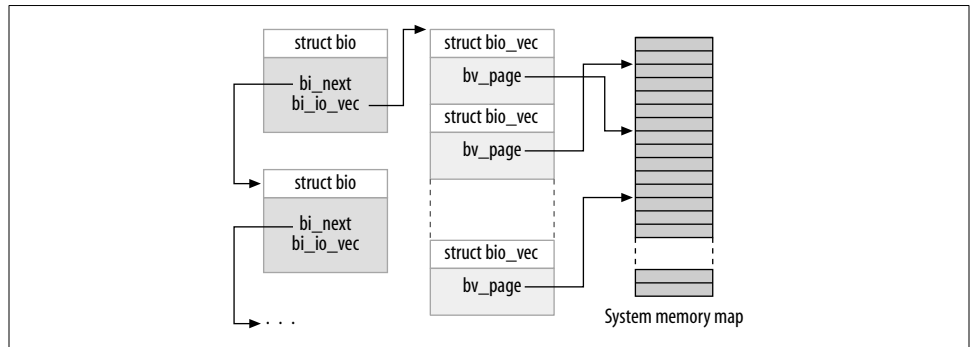 struct bio
bi_next
bi_io_vec
struct bio
bi_next
bi_io_vec
. . .
struct bio_vec
bv_page
struct bio_vec
bv_page
struct bio_vec
bv_page
System memory map